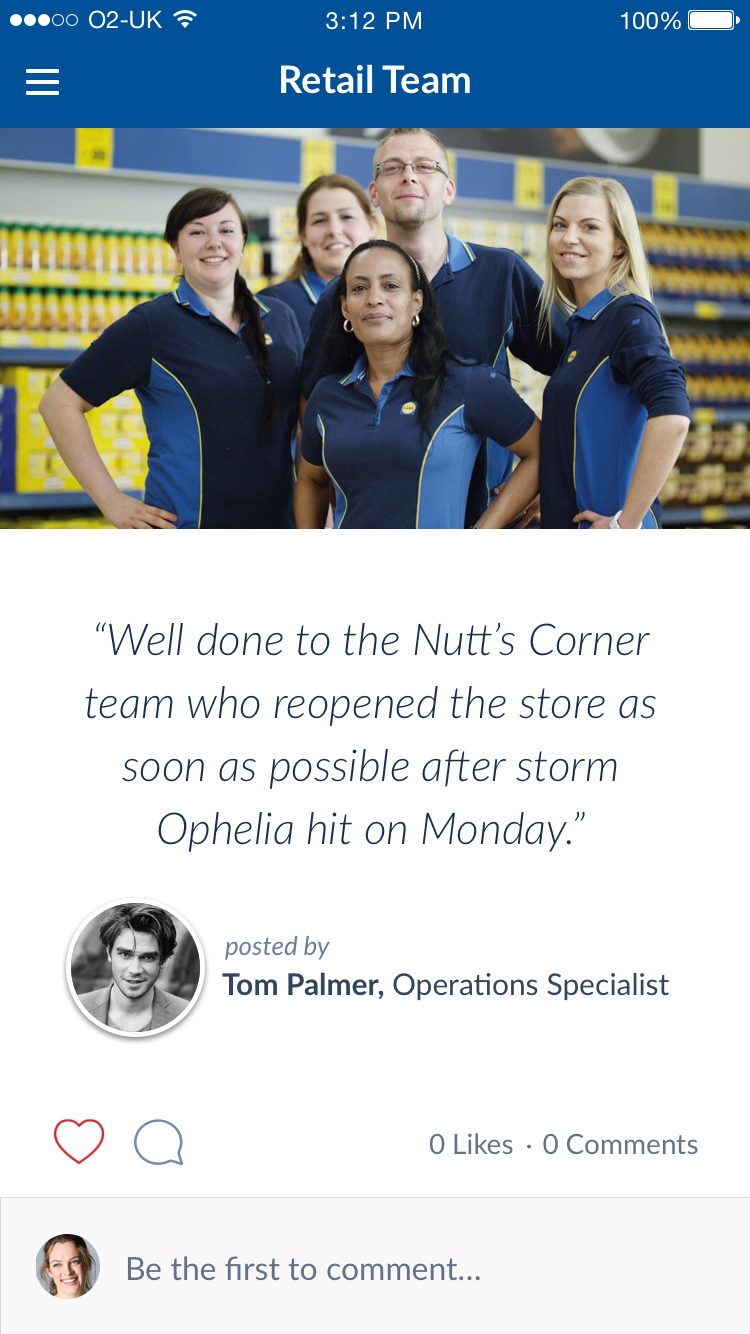 O2-UK 3:12 PM 100%
Retail Team
“Well done to the Nutt’s Corner
team who reopened the store as
soon as possible after storm
Ophelia hit on Monday.”
posted by
Tom Palmer, Operations Specialist
0 Likes · 0 Comments
Be the first to comment...